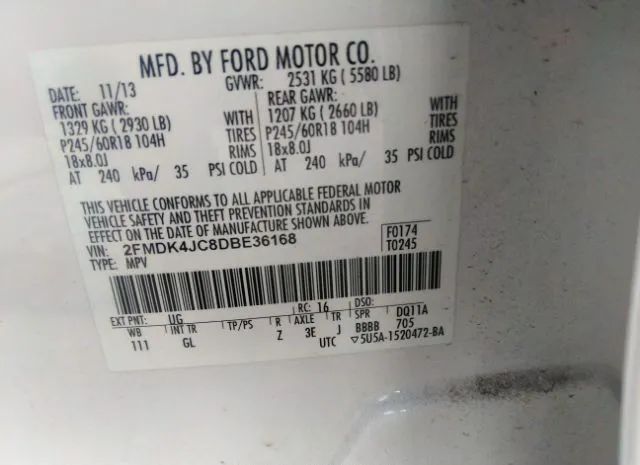 MFD. BY FORD MOTOR CO.
DATE: 11/13 GVWR: 2531 KG ( 5580 LB)
FRONT GAWR: REAR GAWR:
1329 KG ( 2930 LB) WITH 1207 KG ( 2660 LB) WITH
P245/60R18 104H TIRES P245/60R18 104H TIRES
18x8.0J RIMS 18x8.0J RIMS
AT 240 kPa/ 35 PSI COLD AT 240 kPa/ 35 PSI COLD
THIS VEHICLE CONFORMS TO ALL APPLICABLE FEDERAL MOTOR
VEHICLE SAFETY AND THEFT PREVENTION STANDARDS IN
EFFECT ON THE DATE OF MANUFACTURE SHOWN ABOVE.
VIN: 2FMDK4JC8DBE36168 F0174
TYPE: MPV T0245
EXT PNT: UG RC: 16 DSO:
WB INT TR TP/PS R AXLE TR SPR DQ11A
111 GL Z 3E J BBBB 705
UTC ▽5U5A-1520472-BA